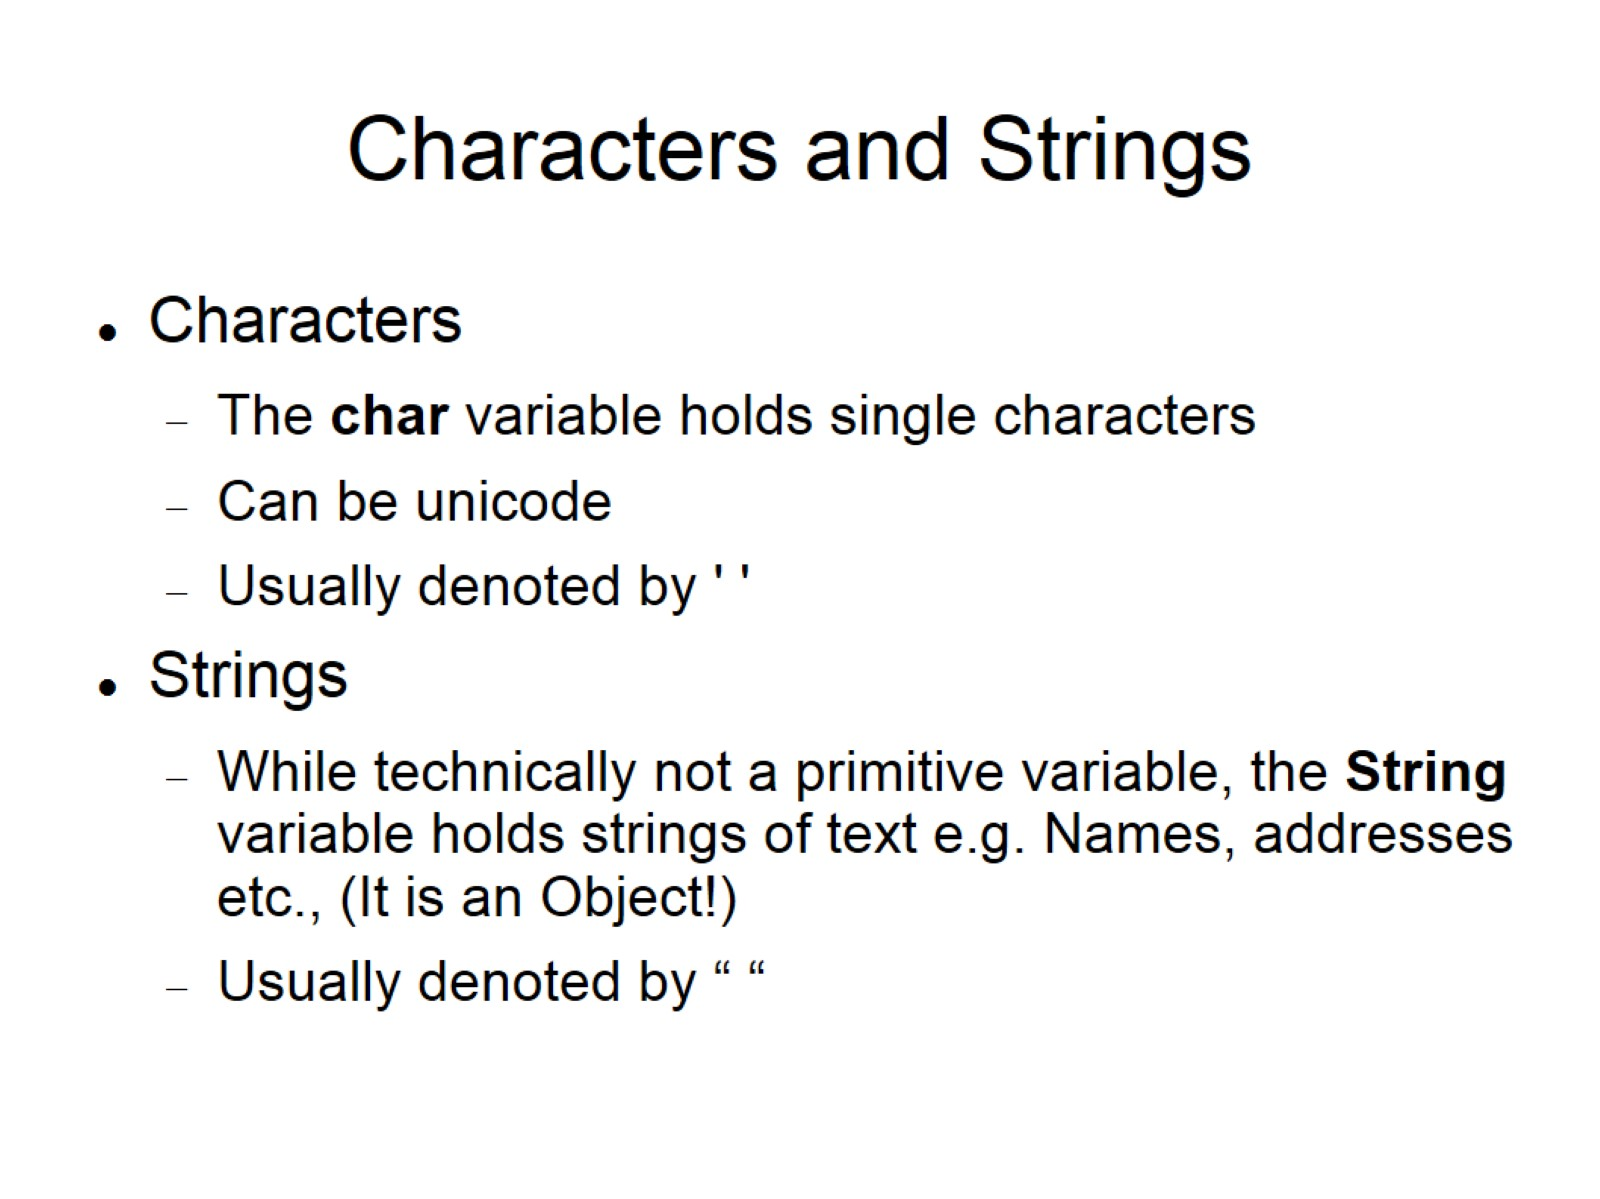 Characters and Strings
● Characters
– The char variable holds single characters
– Can be unicode
– Usually denoted by ' '
● Strings
– While technically not a primitive variable, the String
variable holds strings of text e.g. Names, addresses
etc., (It is an Object!)
– Usually denoted by “ “